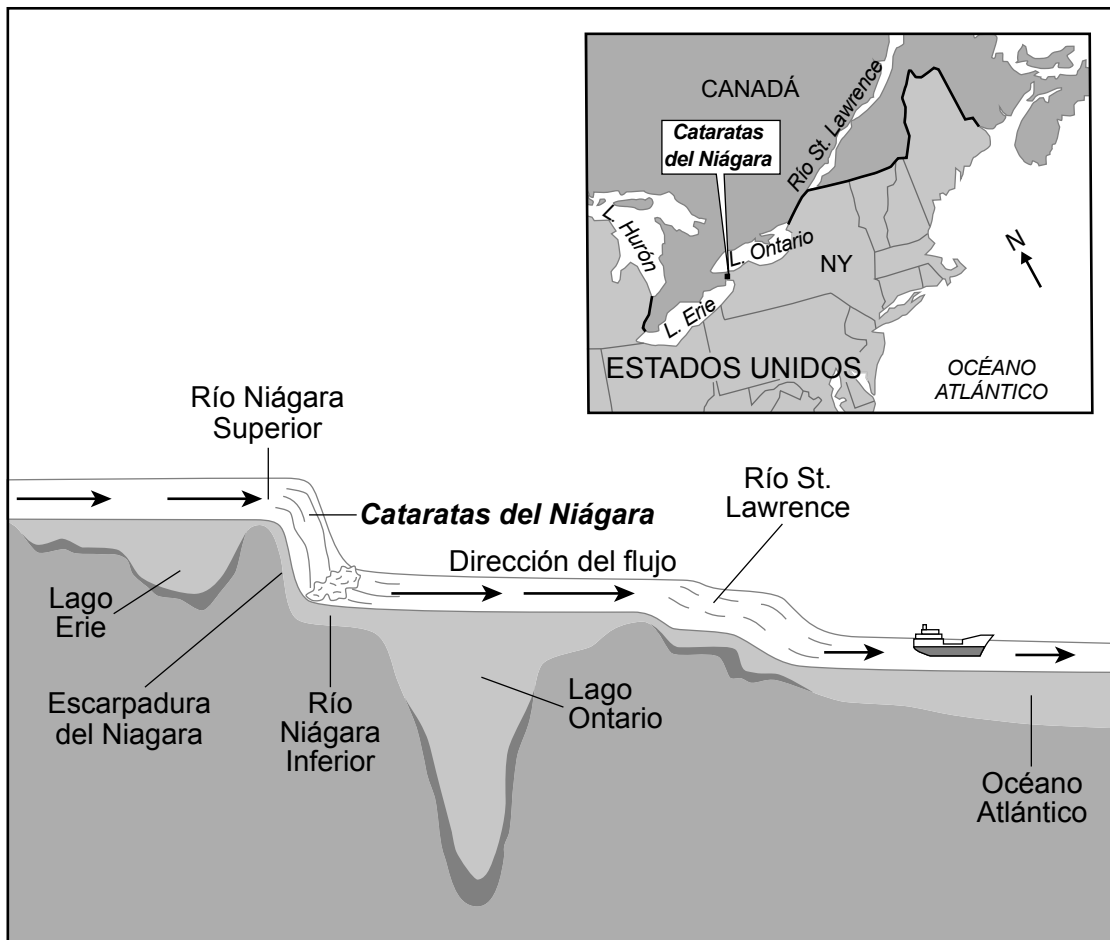 CANADÁ
Cataratas
del Niágara
Río St. Lawrence
L. Hurón
L. Ontario
NY
N
L. Erie
ESTADOS UNIDOS
OCÉANO
ATLÁNTICO
Río Niágara
Superior
Cataratas del Niágara
Río St.
Lawrence
Dirección del flujo
Lago
Erie
Escarpadura
del Niagara
Río
Niágara
Inferior
Lago
Ontario
Océano
Atlántico